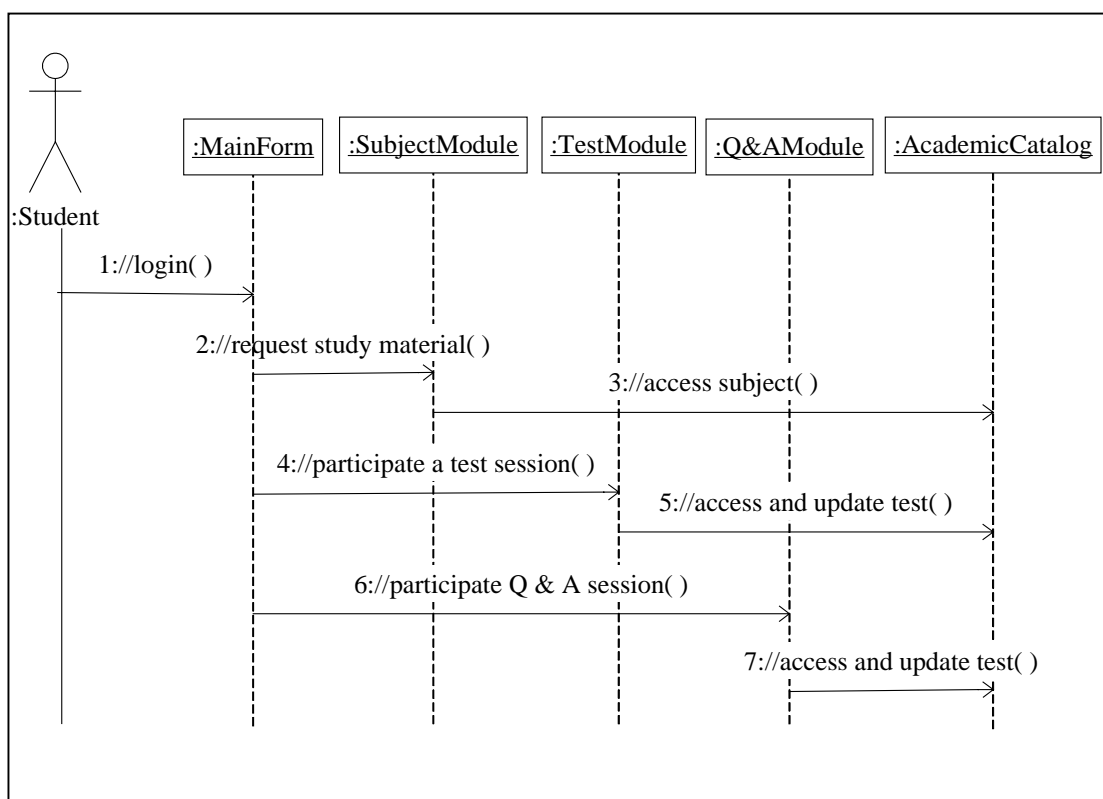 :MainForm
:SubjectModule
:TestModule
:Q&AModule
:AcademicCatalog
:Student
1://login( )
2://request study material( )
3://access subject( )
4://participate a test session( )
5://access and update test( )
6://participate Q & A session( )
7://access and update test( )